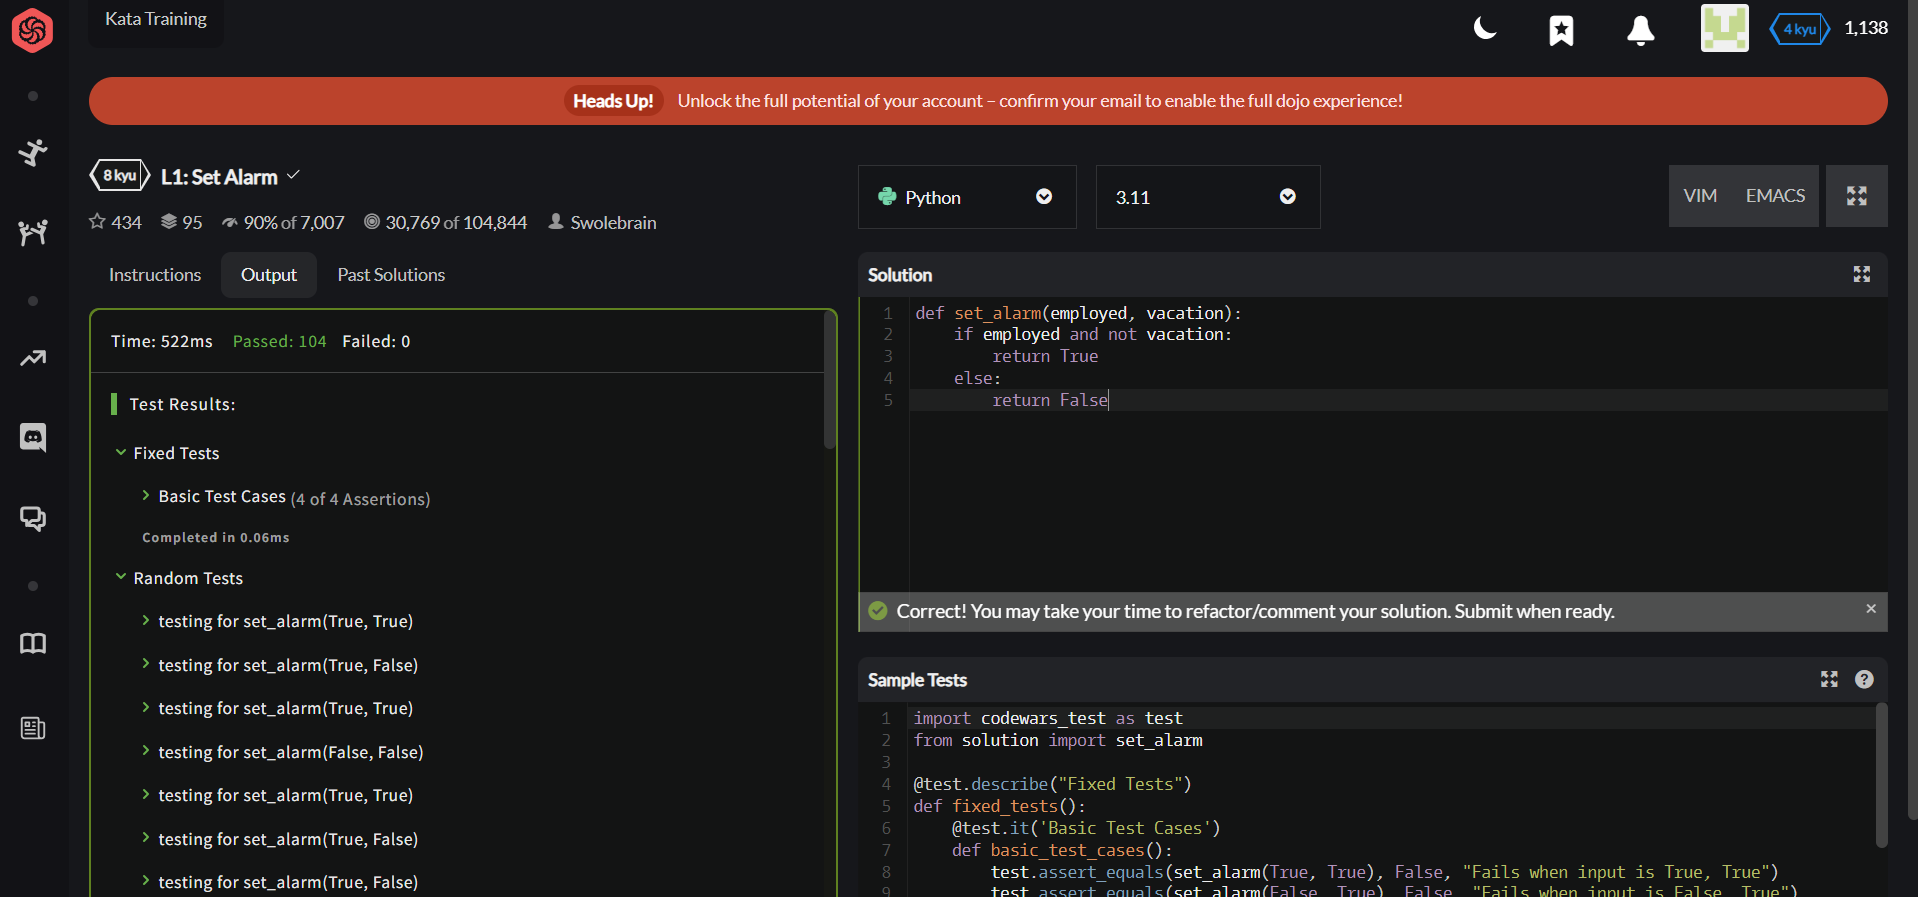 Kata Training
4 kyu 1,138
Heads Up! Unlock the full potential of your account – confirm your email to enable the full dojo experience!
8 kyu L1: Set Alarm
434 95 90% of 7,007 30,769 of 104,844 Swolebrain
Python
3.11
VIM EMACS
Instructions Output Past Solutions
Time: 522ms Passed: 104 Failed: 0
Test Results:
Fixed Tests
Basic Test Cases (4 of 4 Assertions)
Completed in 0.06ms
Random Tests
testing for set_alarm(True, True)
testing for set_alarm(True, False)
testing for set_alarm(True, True)
testing for set_alarm(False, False)
testing for set_alarm(True, True)
testing for set_alarm(True, False)
testing for set_alarm(True, False)
Solution
1 def set_alarm(employed, vacation):
2     if employed and not vacation:
3         return True
4     else:
5         return False
Correct! You may take your time to refactor/comment your solution. Submit when ready.
Sample Tests
1 import codewars_test as test
2 from solution import set_alarm
3
4 @test.describe("Fixed Tests")
5 def fixed_tests():
6     @test.it('Basic Test Cases')
7     def basic_test_cases():
8         test.assert_equals(set_alarm(True, True), False, "Fails when input is True, True")
9         test.assert_equals(set_alarm(False, True), False, "Fails when input is False, True")